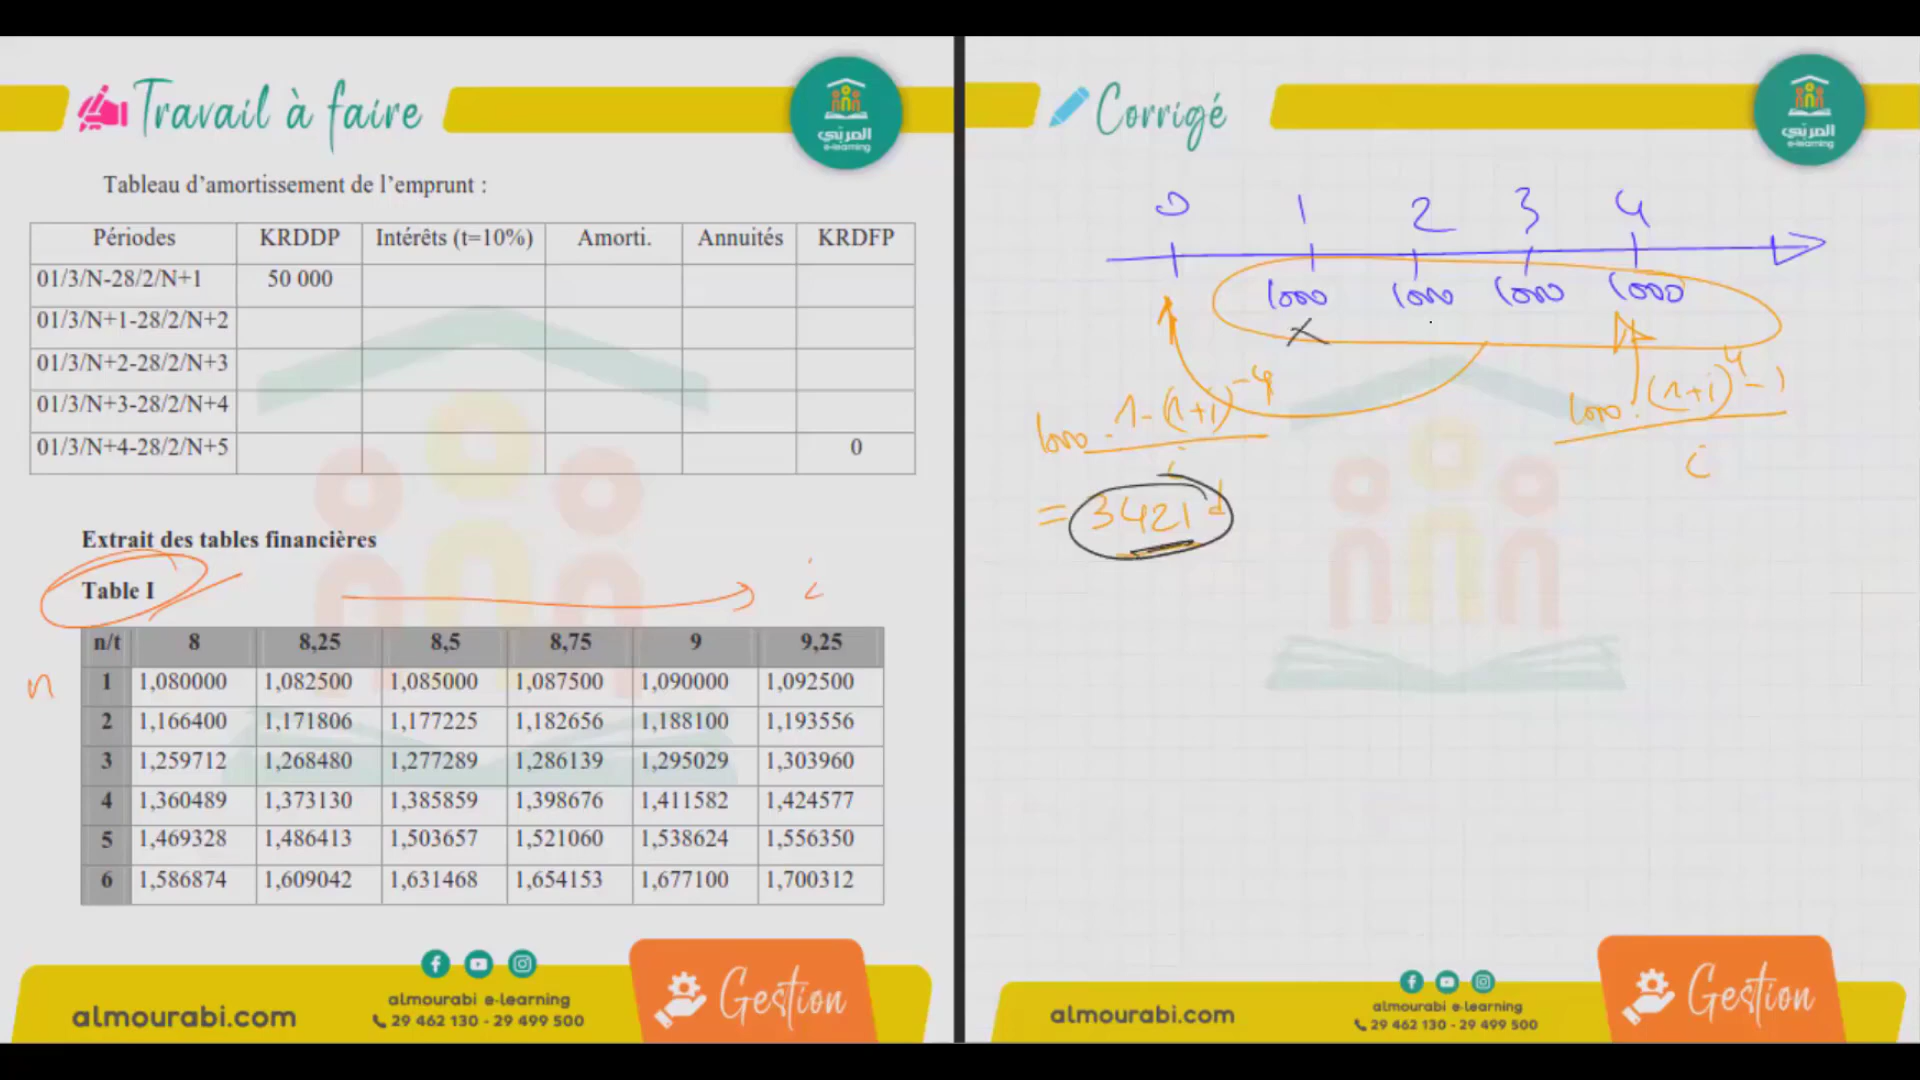 Travail à faire
المربي
e-learning
Tableau d'amortissement de l'emprunt :
Périodes KRDDP Intérêts (t=10%) Amorti. Annuités KRDFP
01/3/N-28/2/N+1 50 000
01/3/N+1-28/2/N+2
01/3/N+2-28/2/N+3
01/3/N+3-28/2/N+4
01/3/N+4-28/2/N+5 0
Extrait des tables financières
Table I
i
n
n/t 8 8,25 8,5 8,75 9 9,25
1 1,080000 1,082500 1,085000 1,087500 1,090000 1,092500
2 1,166400 1,171806 1,177225 1,182656 1,188100 1,193556
3 1,259712 1,268480 1,277289 1,286139 1,295029 1,303960
4 1,360489 1,373130 1,385859 1,398676 1,411582 1,424577
5 1,469328 1,486413 1,503657 1,521060 1,538624 1,556350
6 1,586874 1,609042 1,631468 1,654153 1,677100 1,700312
almourabi.com
almourabi e-learning
29 462 130 - 29 499 500
Gestion
Corrigé
المربي
e-learning
0 1 2 3 4
1000 1000 1000 1000
1000 . 1-(1+i)^-4
i
= 3421 d
1000 . (1+i)^4 - 1
i
almourabi.com
almourabi e-learning
29 462 130 - 29 499 500
Gestion